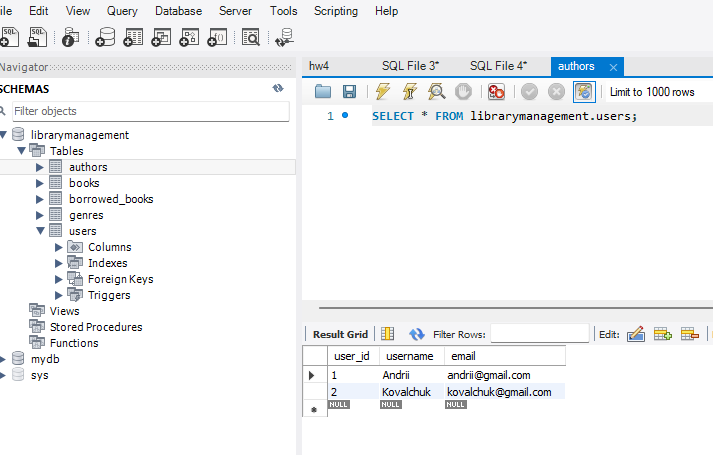 ile Edit View Query Database Server Tools Scripting Help
Navigator
SCHEMAS
Filter objects
librarymanagement
Tables
authors
books
borrowed_books
genres
users
Columns
Indexes
Foreign Keys
Triggers
Views
Stored Procedures
Functions
mydb
sys
hw4 SQL File 3* SQL File 4* authors
Limit to 1000 rows
1 SELECT * FROM librarymanagement.users;
Result Grid Filter Rows: Edit:
user_id username email
1 Andrii andrii@gmail.com
2 Kovalchuk kovalchuk@gmail.com
NULL NULL NULL